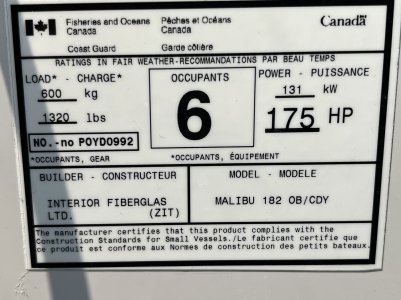 Fisheries and Oceans Pêches et Océans Canadä
Canada Canada
Coast Guard Garde côtière
RATINGS IN FAIR WEATHER-RECOMMANDATIONS PAR BEAU TEMPS
LOAD* - CHARGE* OCCUPANTS POWER - PUISSANCE
600 kg 6 131 kW
1320 lbs 175 HP
NO.-no POYD0992
*OCCUPANTS, GEAR *OCCUPANTS, ÉQUIPEMENT
BUILDER - CONSTRUCTEUR MODEL - MODELE
INTERIOR FIBERGLAS MALIBU 182 OB/CDY
LTD. (ZIT)
The manufacturer certifies that this product complies with the
Construction Standards for Small Vessels./Le fabricant certifie que
ce produit est conforme aux Normes de construction des petits bateaux.